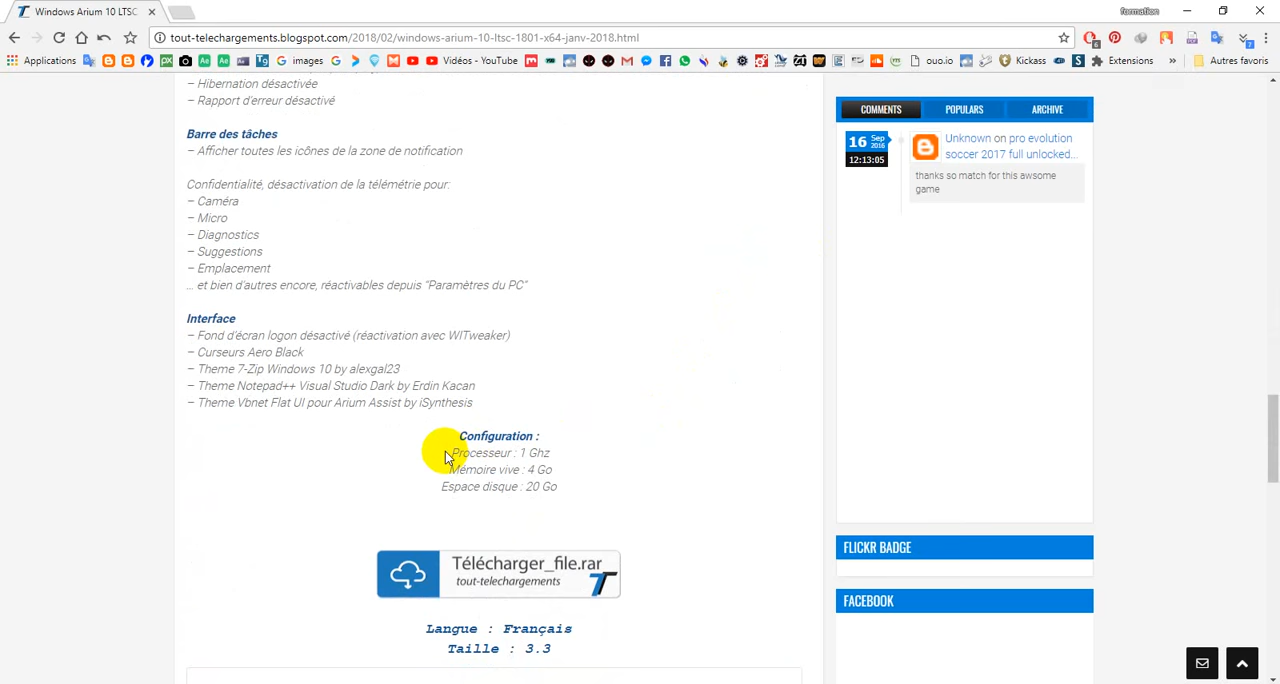 Windows Arium 10 LTSC
formation
tout-telechargements.blogspot.com/2018/02/windows-arium-10-ltsc-1801-x64-janv-2018.html
Applications images Vidéos - YouTube ouo.io Kickass Extensions » Autres favoris
– Hibernation désactivée
– Rapport d'erreur désactivé
Barre des tâches
– Afficher toutes les icônes de la zone de notification
Confidentialité, désactivation de la télémétrie pour:
– Caméra
– Micro
– Diagnostics
– Suggestions
– Emplacement
… et bien d'autres encore, réactivables depuis "Paramètres du PC"
Interface
– Fond d'écran logon désactivé (réactivation avec WITweaker)
– Curseurs Aero Black
– Theme 7-Zip Windows 10 by alexgal23
– Theme Notepad++ Visual Studio Dark by Erdin Kacan
– Theme Vbnet Flat UI pour Arium Assist by iSynthesis
Configuration :
Processeur : 1 Ghz
Mémoire vive : 4 Go
Espace disque : 20 Go
Télécharger_file.rar
tout-telechargements
Langue : Français
Taille : 3.3
COMMENTS POPULARS ARCHIVE
16 Sep 2016
12:13:05
Unknown on pro evolution
soccer 2017 full unlocked...
thanks so match for this awsome
game
FLICKR BADGE
FACEBOOK